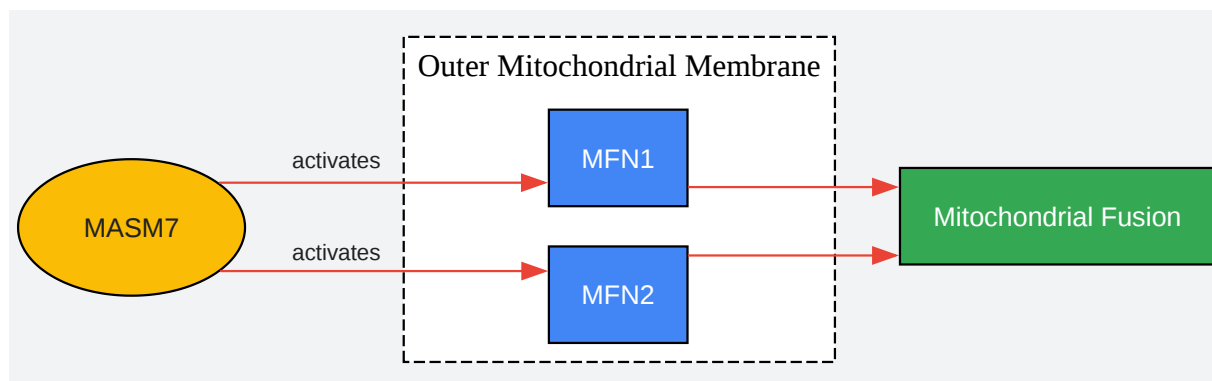 Outer Mitochondrial Membrane
activates
MFN1
MASM7
Mitochondrial Fusion
activates
MFN2